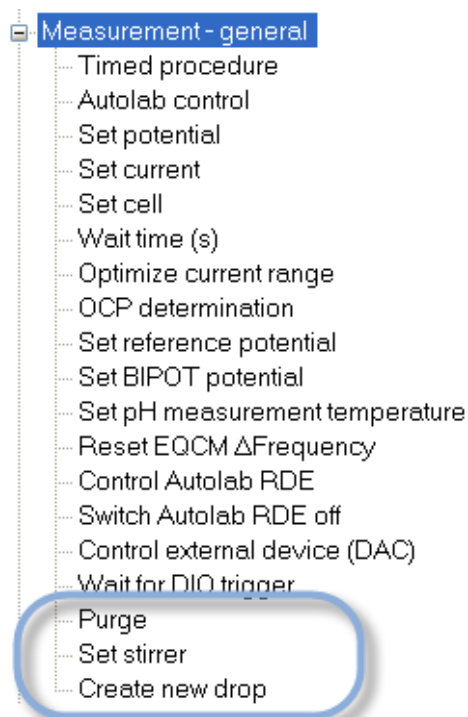 Measurement - general
Timed procedure
Autolab control
Set potential
Set current
Set cell
Wait time (s)
Optimize current range
OCP determination
Set reference potential
Set BIPOT potential
Set pH measurement temperature
Reset EQCM ΔFrequency
Control Autolab RDE
Switch Autolab RDE off
Control external device (DAC)
Wait for DIO trigger
Purge
Set stirrer
Create new drop